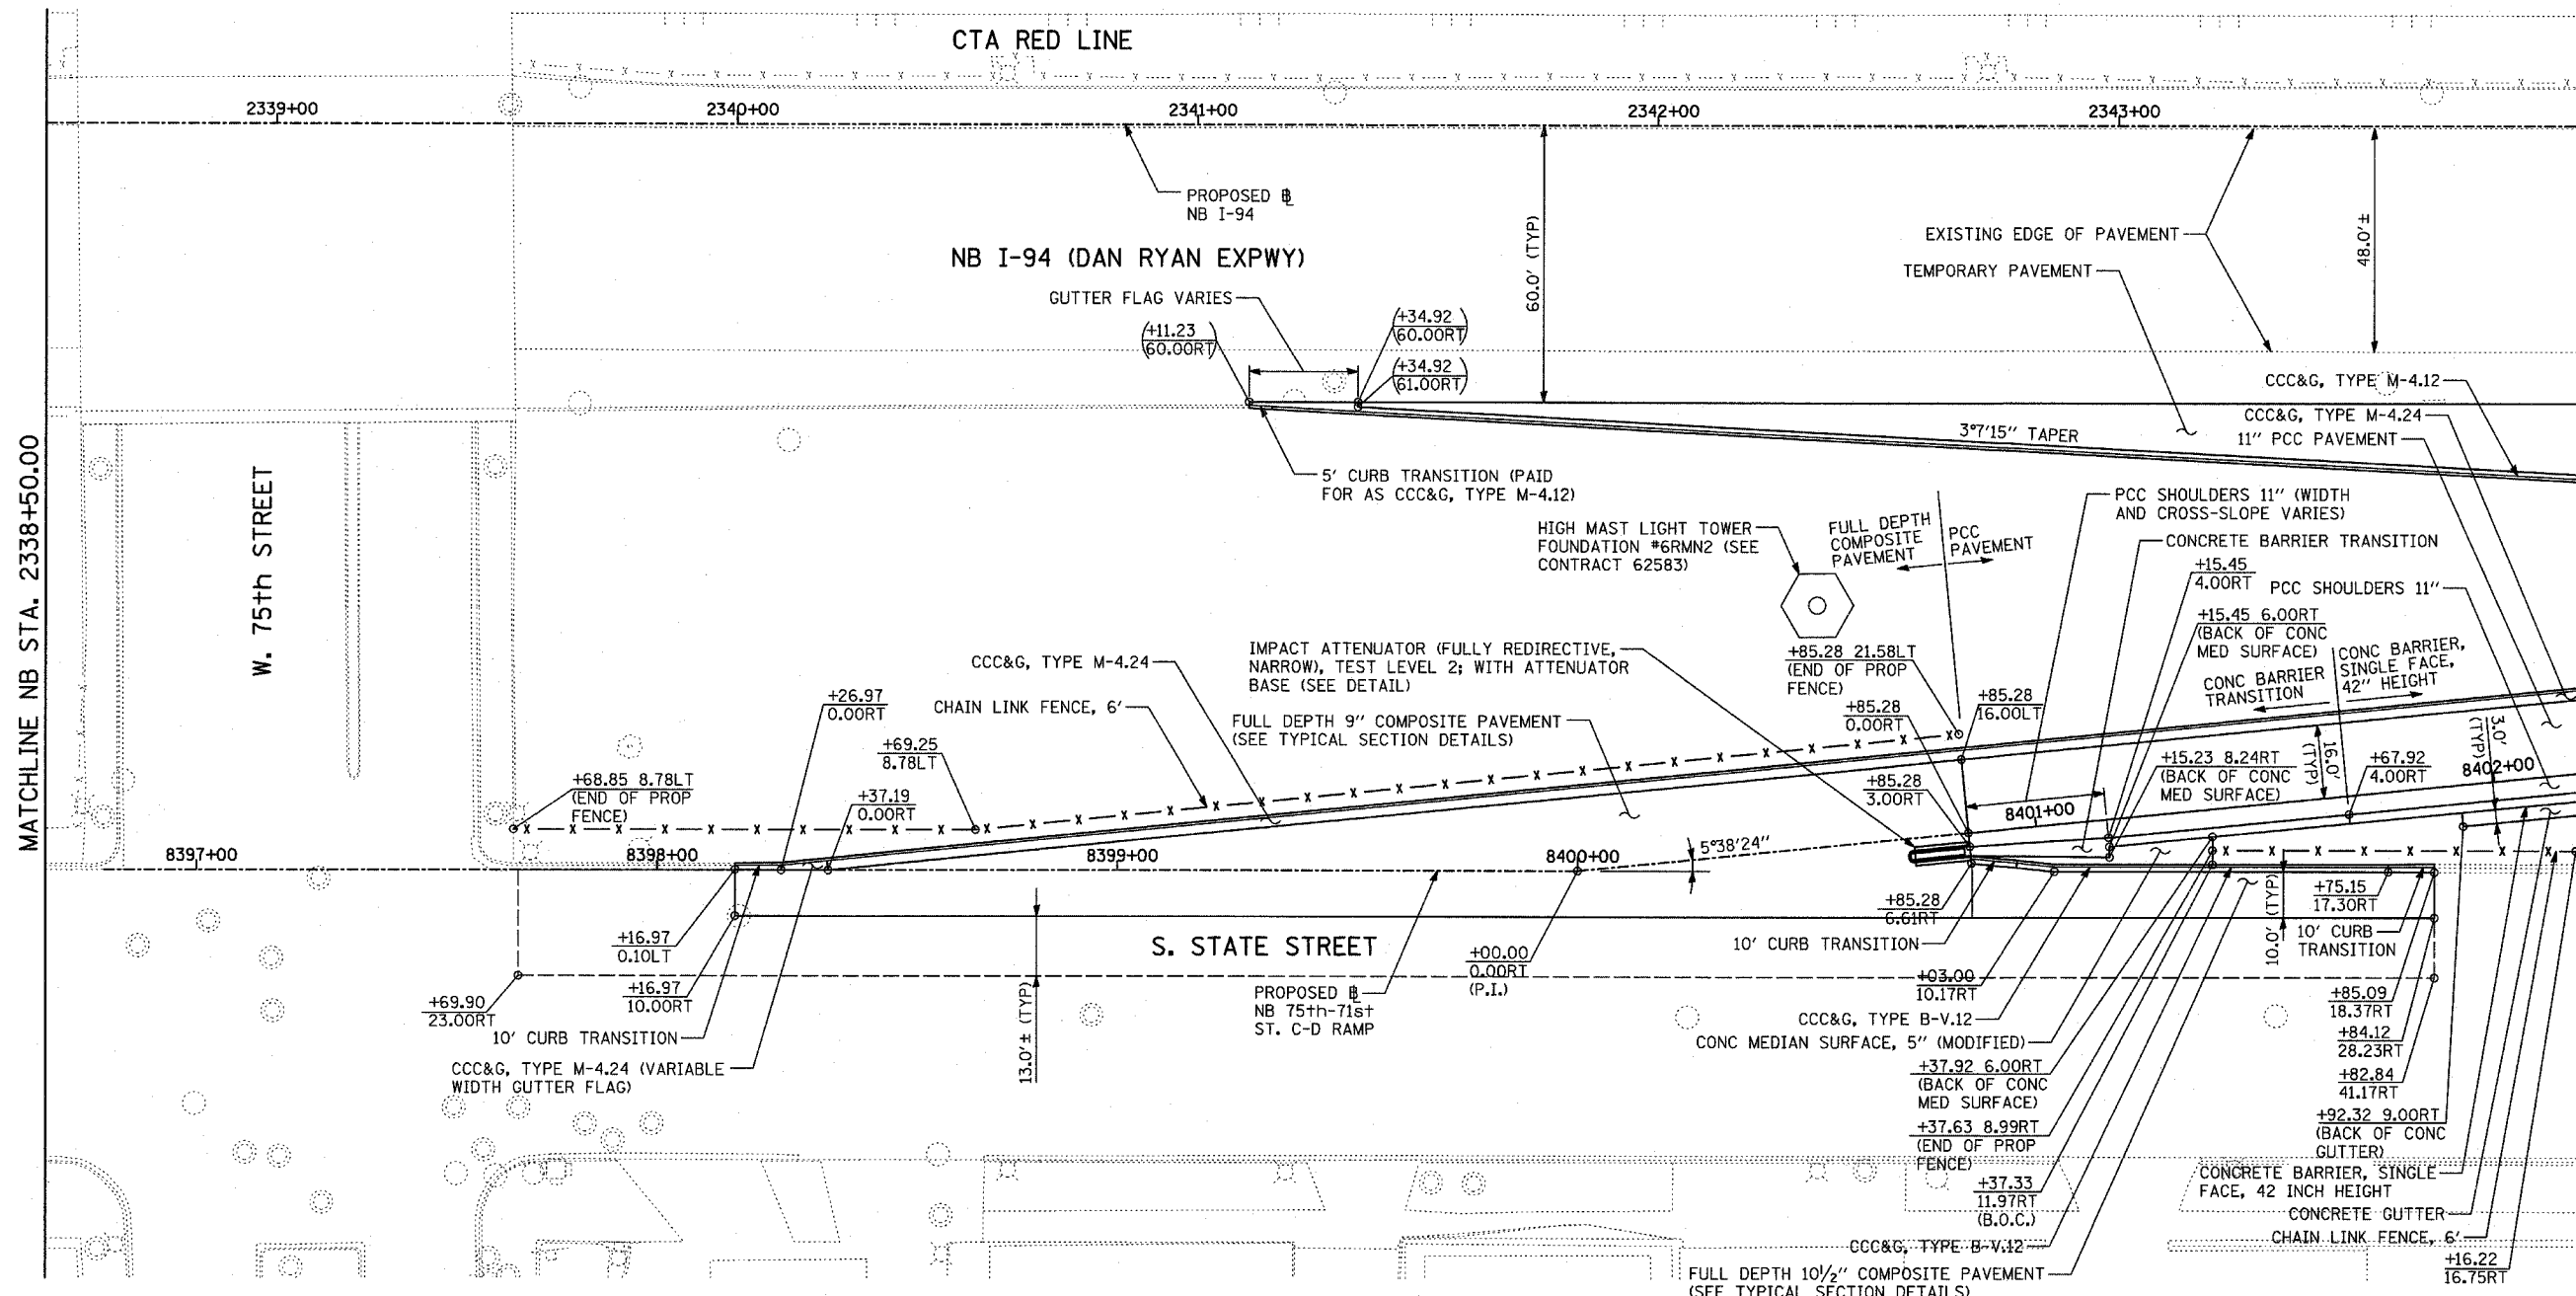 CTA RED LINE
2339+00
2340+00
2341+00
2342+00
2343+00
PROPOSED ℄
NB I-94
NB I-94 (DAN RYAN EXPWY)
60.0' (TYP)
48.0'±
EXISTING EDGE OF PAVEMENT
TEMPORARY PAVEMENT
GUTTER FLAG VARIES
(+11.23
60.00RT)
(+34.92
60.00RT)
(+34.92
61.00RT)
CCC&G, TYPE M-4.12
CCC&G, TYPE M-4.24
11" PCC PAVEMENT
3°7'15" TAPER
5' CURB TRANSITION (PAID
FOR AS CCC&G, TYPE M-4.12)
MATCHLINE NB STA. 2338+50.00
W. 75th STREET
PCC SHOULDERS 11" (WIDTH
AND CROSS-SLOPE VARIES)
HIGH MAST LIGHT TOWER
FOUNDATION #6RMN2 (SEE
CONTRACT 62583)
FULL DEPTH
COMPOSITE
PAVEMENT
PCC
PAVEMENT
CONCRETE BARRIER TRANSITION
+15.45
4.00RT
PCC SHOULDERS 11"
+15.45 6.00RT
(BACK OF CONC
MED SURFACE)
CONC BARRIER,
SINGLE FACE,
42" HEIGHT
CONC BARRIER
TRANSITION
IMPACT ATTENUATOR (FULLY REDIRECTIVE,
NARROW), TEST LEVEL 2; WITH ATTENUATOR
BASE (SEE DETAIL)
CCC&G, TYPE M-4.24
+85.28 21.58LT
(END OF PROP
FENCE)
+85.28
16.00LT
+85.28
0.00RT
+26.97
0.00RT
CHAIN LINK FENCE, 6'
FULL DEPTH 9" COMPOSITE PAVEMENT
(SEE TYPICAL SECTION DETAILS)
+69.25
8.78LT
3.0'
(TYP)
16.0'
(TYP)
+15.23 8.24RT
(BACK OF CONC
MED SURFACE)
+67.92
4.00RT
8402+00
+68.85 8.78LT
(END OF PROP
FENCE)
+37.19
0.00RT
+85.28
3.00RT
8401+00
8397+00
8398+00
8399+00
8400+00
5°38'24"
+85.28
6.61RT
+75.15
17.30RT
10.0' (TYP)
+16.97
0.10LT
S. STATE STREET
+00.00
0.00RT
(P.I.)
10' CURB TRANSITION
10' CURB
TRANSITION
+69.90
23.00RT
+16.97
10.00RT
13.0'± (TYP)
PROPOSED ℄
NB 75th-71st
ST. C-D RAMP
+03.00
10.17RT
+85.09
18.37RT
10' CURB TRANSITION
CCC&G, TYPE B-V.12
CONC MEDIAN SURFACE, 5" (MODIFIED)
+84.12
28.23RT
CCC&G, TYPE M-4.24 (VARIABLE
WIDTH GUTTER FLAG)
+37.92 6.00RT
(BACK OF CONC
MED SURFACE)
+82.84
41.17RT
+37.63 8.99RT
(END OF PROP
FENCE)
+92.32 9.00RT
(BACK OF CONC
GUTTER)
CONCRETE BARRIER, SINGLE
FACE, 42 INCH HEIGHT
+37.33
11.97RT
(B.O.C.)
CONCRETE GUTTER
CHAIN LINK FENCE, 6'
CCC&G, TYPE B-V.12
+16.22
16.75RT
FULL DEPTH 10½" COMPOSITE PAVEMENT
(SEE TYPICAL SECTION DETAILS)